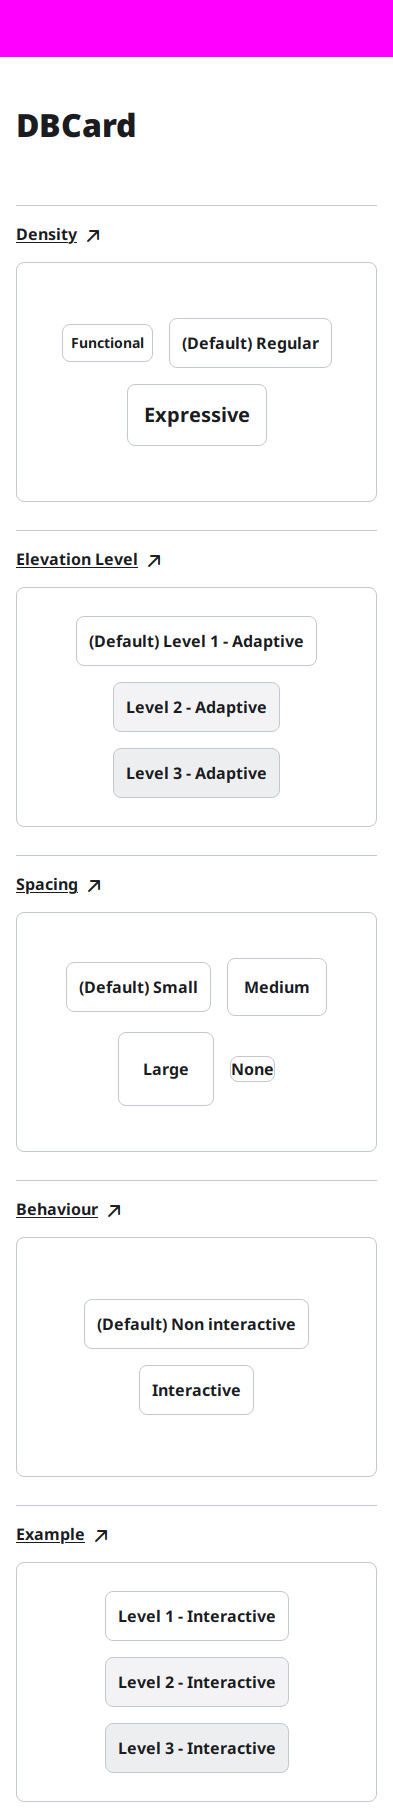 DBCard
Density
Functional
(Default) Regular
Expressive
Elevation Level
(Default) Level 1 - Adaptive
Level 2 - Adaptive
Level 3 - Adaptive
Spacing
(Default) Small
Medium
Large
None
Behaviour
(Default) Non interactive
Interactive
Example
Level 1 - Interactive
Level 2 - Interactive
Level 3 - Interactive